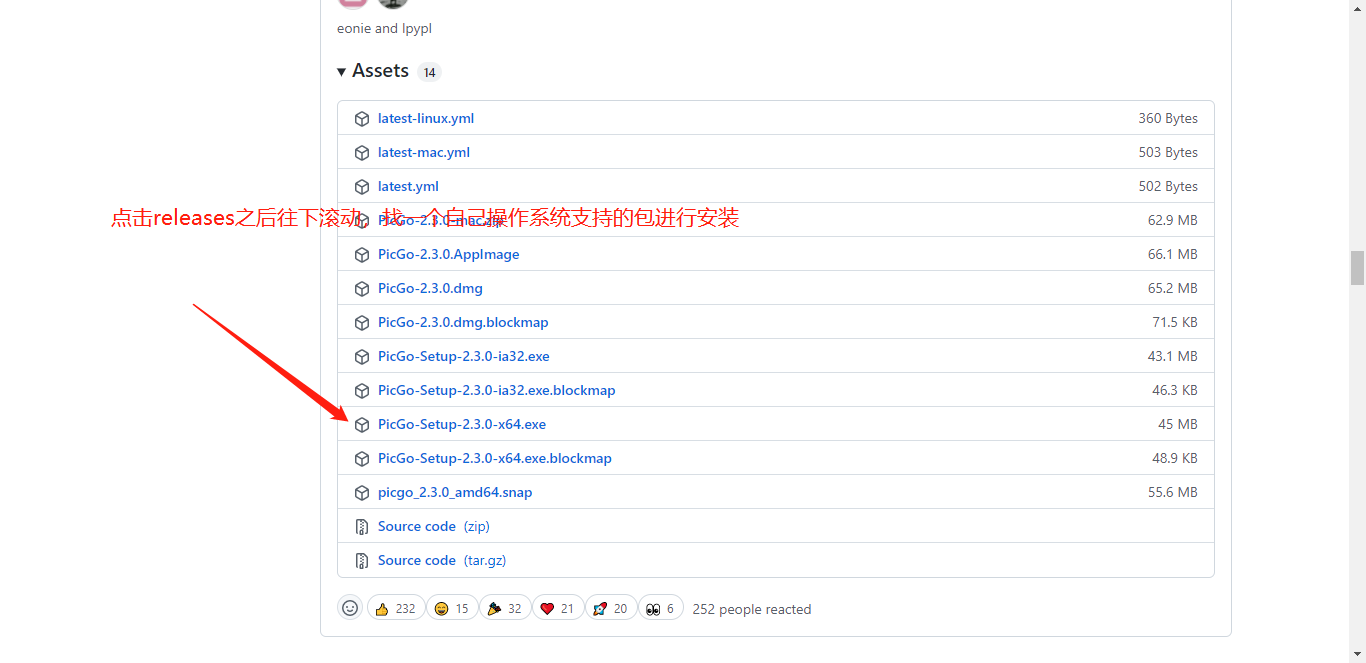 eonie and lpypl
Assets 14
latest-linux.yml 360 Bytes
latest-mac.yml 503 Bytes
latest.yml 502 Bytes
点击releases之后往下滚动，找一个自己操作系统支持的包进行安装
PicGo-2.3.0-mac.zip 62.9 MB
PicGo-2.3.0.AppImage 66.1 MB
PicGo-2.3.0.dmg 65.2 MB
PicGo-2.3.0.dmg.blockmap 71.5 KB
PicGo-Setup-2.3.0-ia32.exe 43.1 MB
PicGo-Setup-2.3.0-ia32.exe.blockmap 46.3 KB
PicGo-Setup-2.3.0-x64.exe 45 MB
PicGo-Setup-2.3.0-x64.exe.blockmap 48.9 KB
picgo_2.3.0_amd64.snap 55.6 MB
Source code (zip)
Source code (tar.gz)
232 15 32 21 20 6 252 people reacted